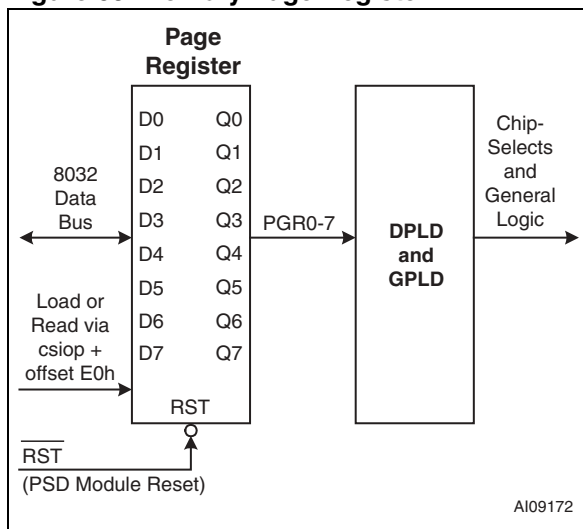 Page
Register
D0 Q0
D1 Q1
D2 Q2
D3 Q3
D4 Q4
D5 Q5
D6 Q6
D7 Q7
RST
8032
Data
Bus
Load or
Read via
csiop +
offset E0h
RST
(PSD Module Reset)
PGR0-7
DPLD
and
GPLD
Chip-
Selects
and
General
Logic
AI09172